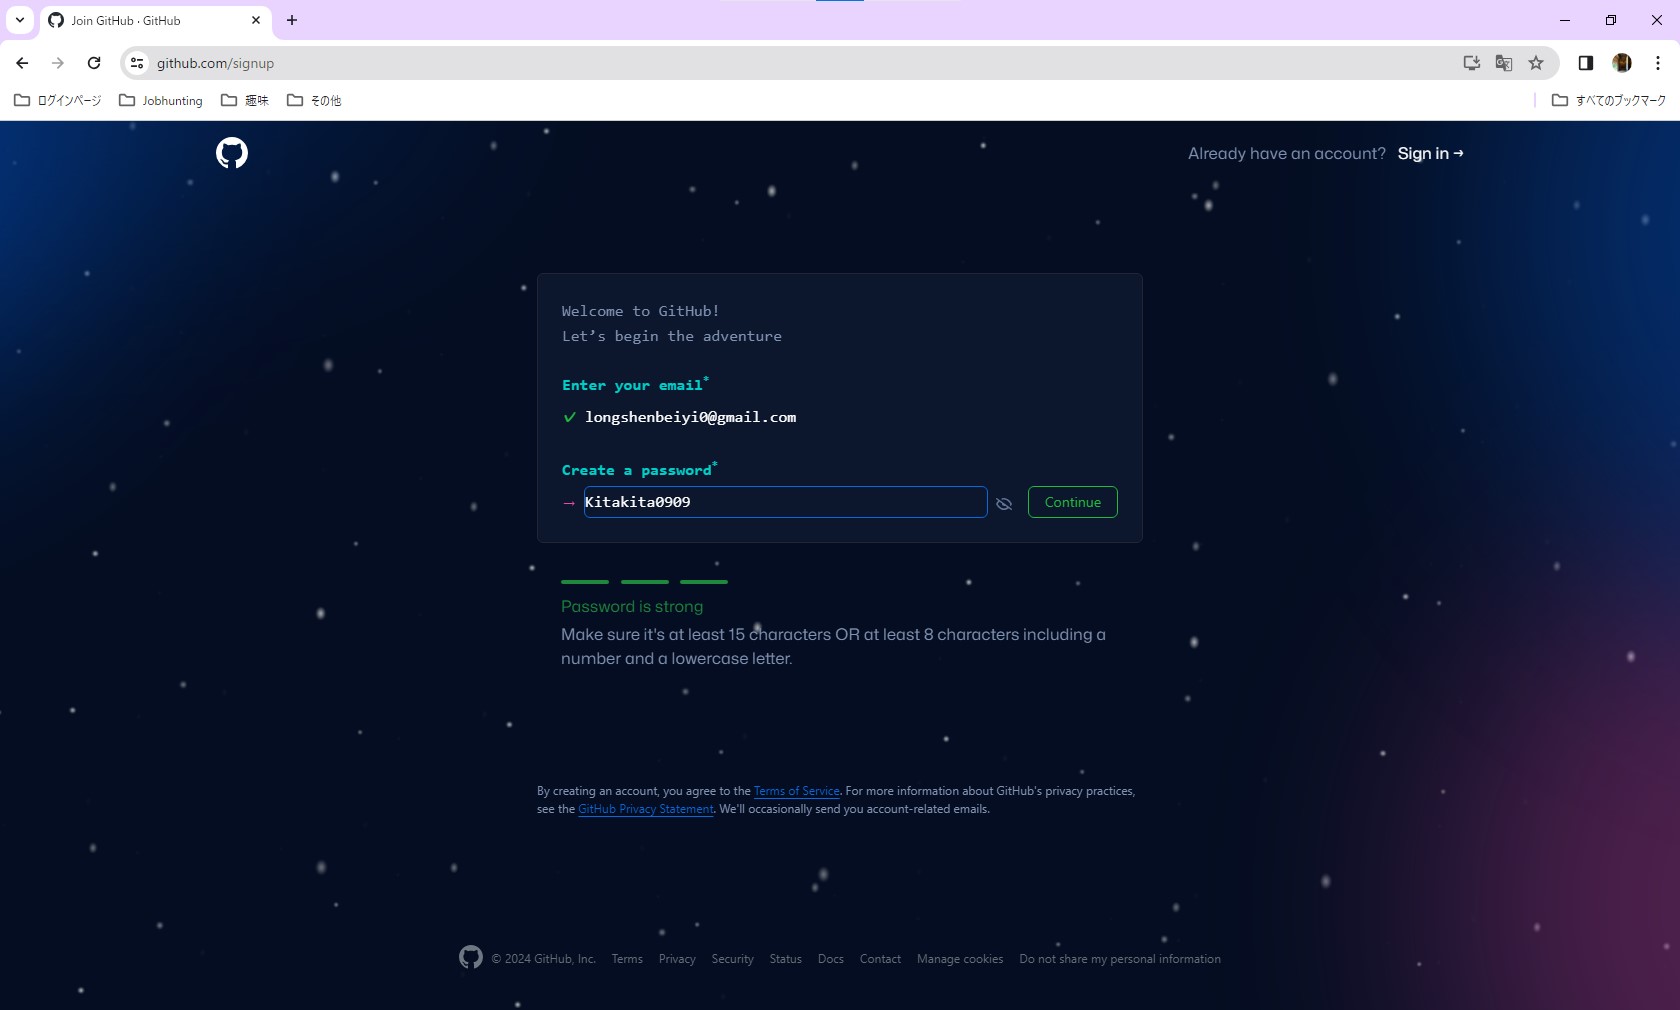 Join GitHub · GitHub
github.com/signup
ログインページ
Jobhunting
趣味
その他
すべてのブックマーク
Already have an account? Sign in →
Welcome to GitHub!
Let’s begin the adventure
Enter your email*
✓ longshenbeiyi0@gmail.com
Create a password*
→ Kitakita0909
Continue
Password is strong
Make sure it's at least 15 characters OR at least 8 characters including a
number and a lowercase letter.
By creating an account, you agree to the Terms of Service. For more information about GitHub's privacy practices,
see the GitHub Privacy Statement. We'll occasionally send you account-related emails.
© 2024 GitHub, Inc. Terms Privacy Security Status Docs Contact Manage cookies Do not share my personal information